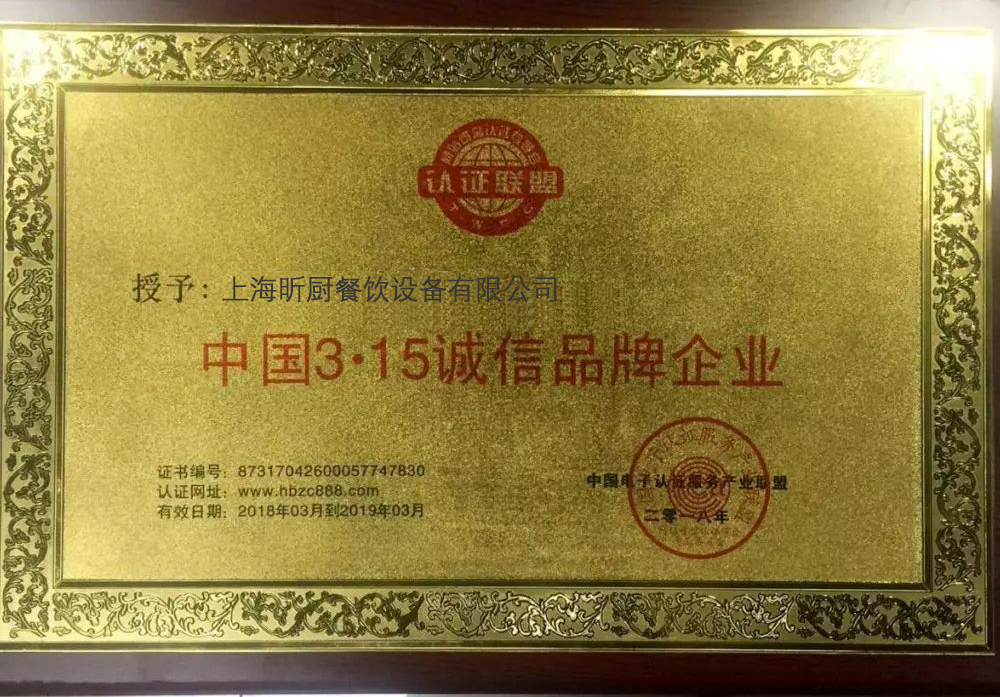 认证联盟
授予：上海昕厨餐饮设备有限公司
中国3·15诚信品牌企业
证书编号：87317042600057747830
认证网址：www.hbzc888.com
有效日期：2018年03月到2019年03月
中国电子认证服务产业联盟
二零一八年